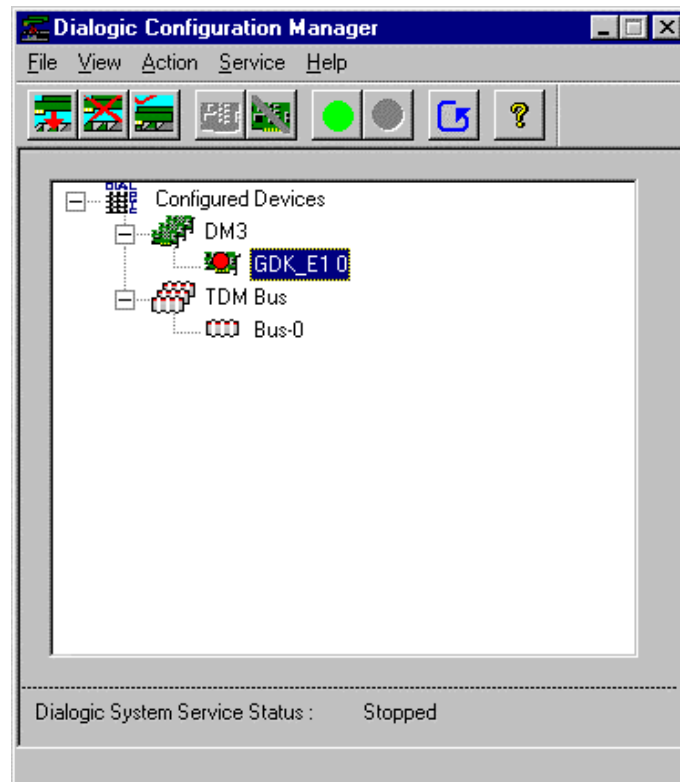 Dialogic Configuration Manager
File View Action Service Help
DIAL
Configured Devices
DM3
GDK_E1 0
TDM Bus
Bus-0
Dialogic System Service Status : Stopped